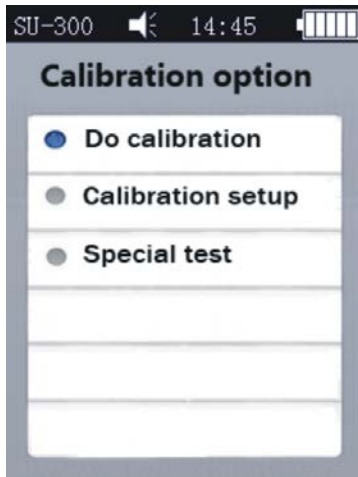 SU-300 14:45
Calibration option
Do calibration
Calibration setup
Special test